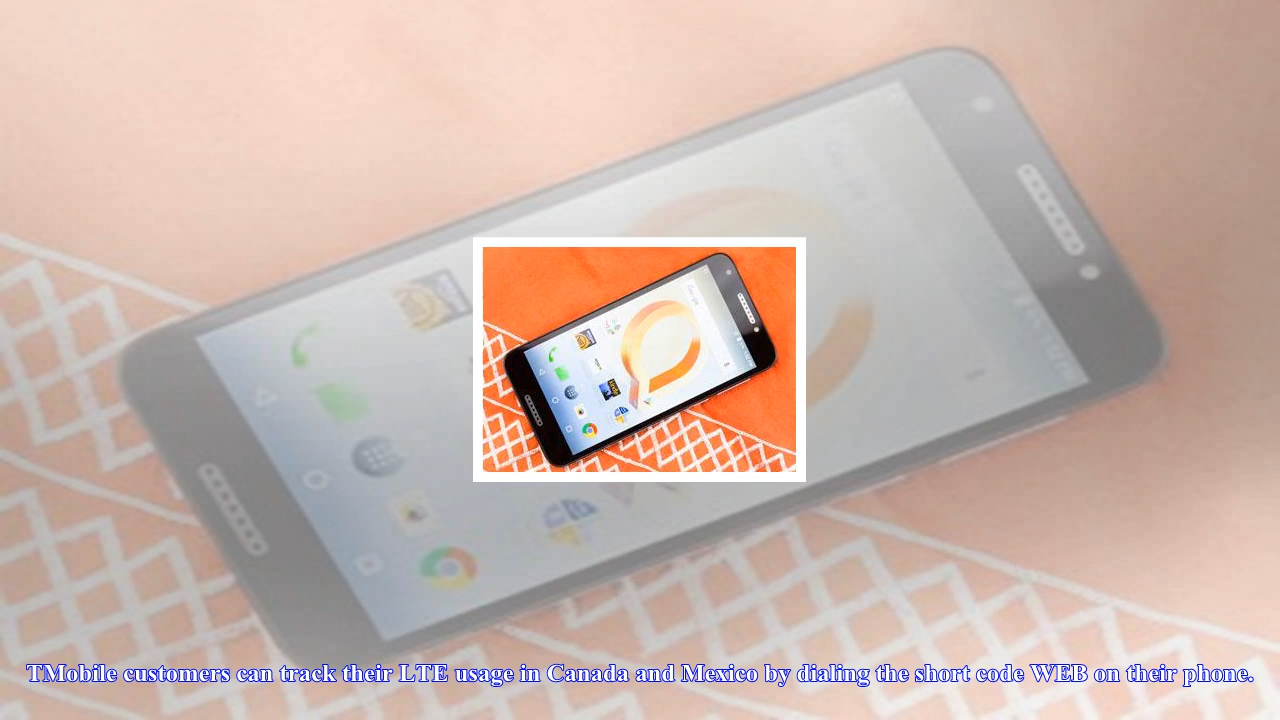 TMobile customers can track their LTE usage in Canada and Mexico by dialing the short code WEB on their phone.